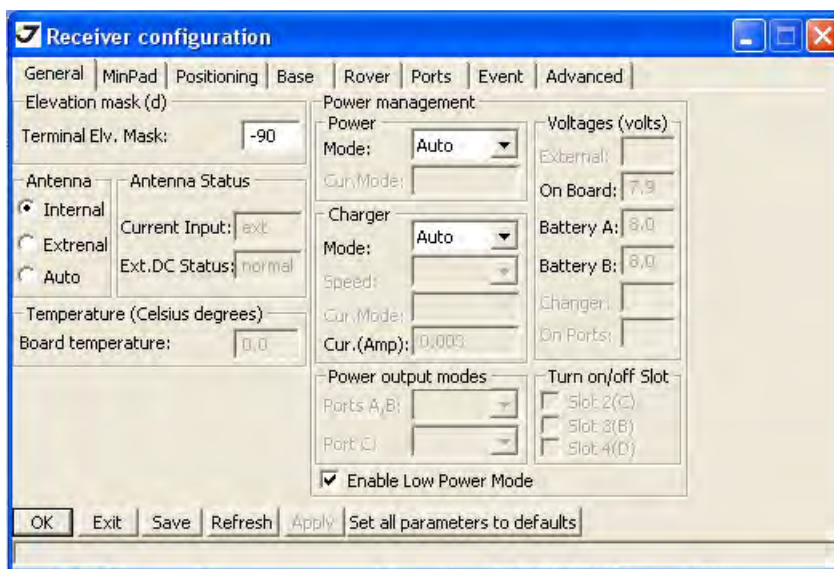 Receiver configuration
General MinPad Positioning Base Rover Ports Event Advanced
Elevation mask (d)
Terminal Elv. Mask: -90
Antenna
Internal
Extrenal
Auto
Antenna Status
Current Input: ext
Ext.DC Status: normal
Temperature (Celsius degrees)
Board temperature: 0,0
Power management
Power
Mode: Auto
Cur.Mode:
Charger
Mode: Auto
Speed:
Cur.Mode:
Cur.(Amp): 0,003
Power output modes
Ports A,B:
Port C:
Voltages (volts)
External:
On Board: 7,9
Battery A: 8,0
Battery B: 8,0
Changer:
On Ports:
Turn on/off Slot
Slot 2(C)
Slot 3(B)
Slot 4(D)
Enable Low Power Mode
OK Exit Save Refresh Apply Set all parameters to defaults